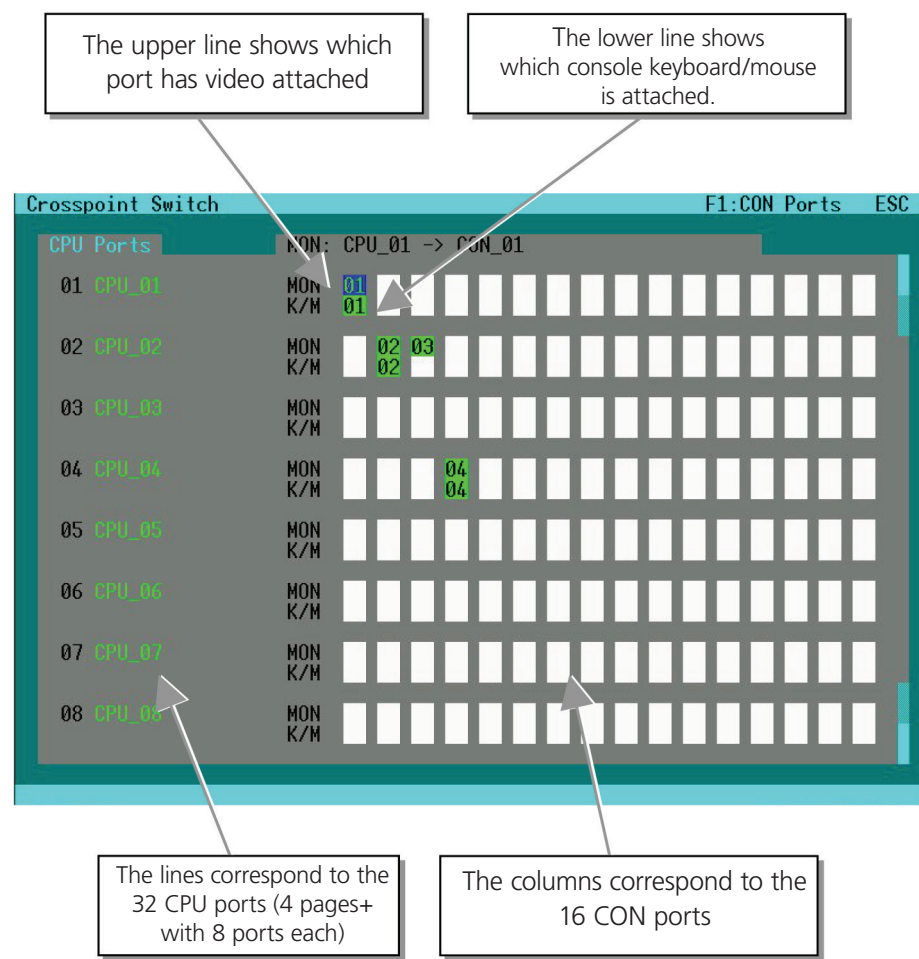 The upper line shows which
port has video attached
The lower line shows
which console keyboard/mouse
is attached.
Crosspoint Switch F1:CON Ports ESC
CPU Ports MON: CPU_01 -> CON_01
01 CPU_01 MON 01
K/M 01
02 CPU_02 MON 02 03
K/M 02
03 CPU_03 MON
K/M
04 CPU_04 MON 04
K/M 04
05 CPU_05 MON
K/M
06 CPU_06 MON
K/M
07 CPU_07 MON
K/M
08 CPU_08 MON
K/M
The lines correspond to the
32 CPU ports (4 pages+
with 8 ports each)
The columns correspond to the
16 CON ports